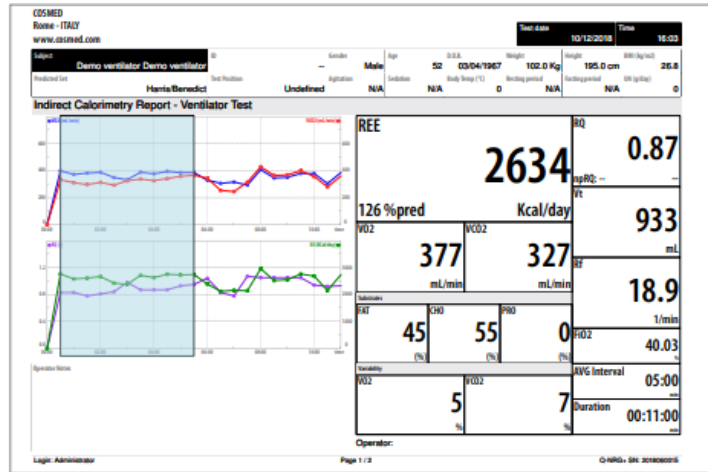 COSMED
Rome - ITALY
www.cosmed.com
Test date Time
10/12/2018 16:03
Subject ID Gender Age D.O.B. Weight Height BMI (kg/m2)
Demo ventilator Demo ventilator -- Male 52 03/04/1967 102.0 Kg 195.0 cm 26.8
Predicted Set Test Position Agitation Sedation Body Temp (°C) Resting period Fasting period UN (g/day)
Harris/Benedict Undefined N/A N/A 0 N/A N/A 0
Indirect Calorimetry Report - Ventilator Test
REE
2634
126 %pred Kcal/day
RQ
0.87
npRQ: -- --
VO2 VCO2
377 327
mL/min mL/min
Vt
933
mL
Rf
18.9
1/min
Substrates
FAT CHO PRO
45 55 0
(%) (%) (%)
FiO2
40.03
%
Operator Notes
Variability
VO2 VCO2
5 7
% %
AVG Interval
05:00
min
Duration
00:11:00
Operator:
Login: Administrator Page 1 / 2 Q-NRG+ SN: 2018060015